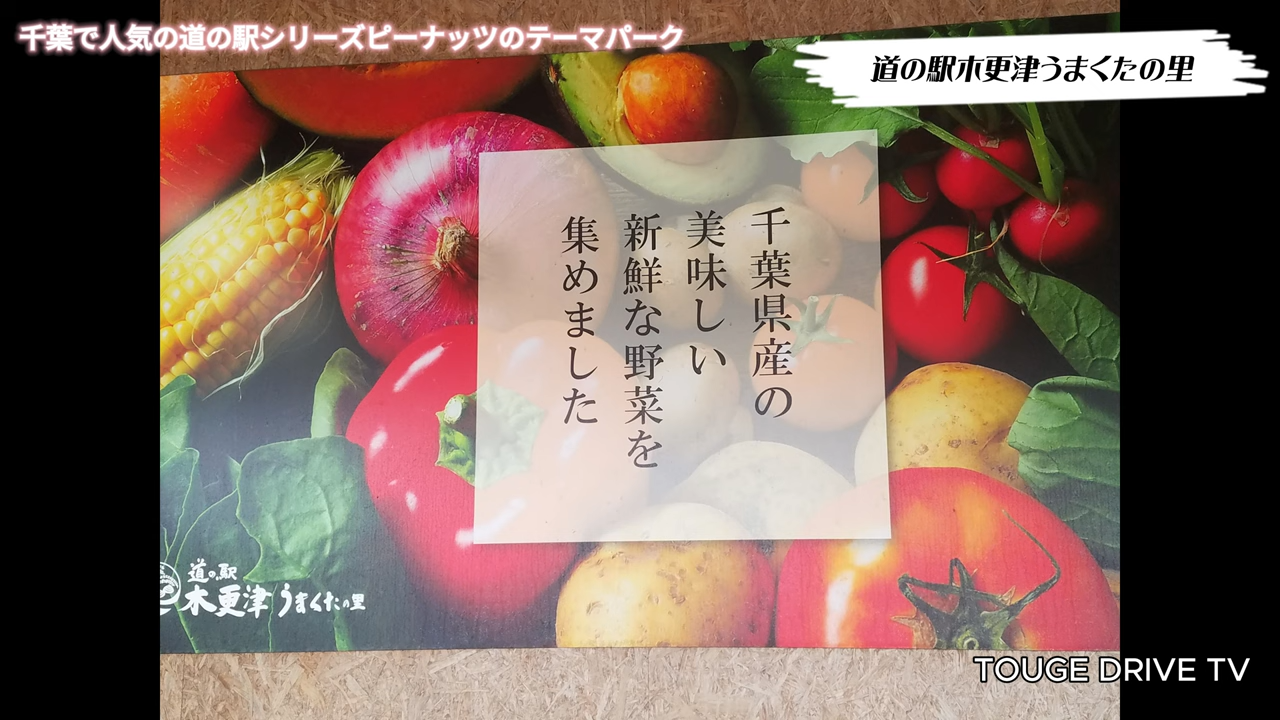 千葉で人気の道の駅シリーズピーナッツのテーマパーク
道の駅木更津うまくたの里
千葉県産の
美味しい
新鮮な野菜を
集めました
道の駅
木更津うまくたの里
TOUGE DRIVE TV